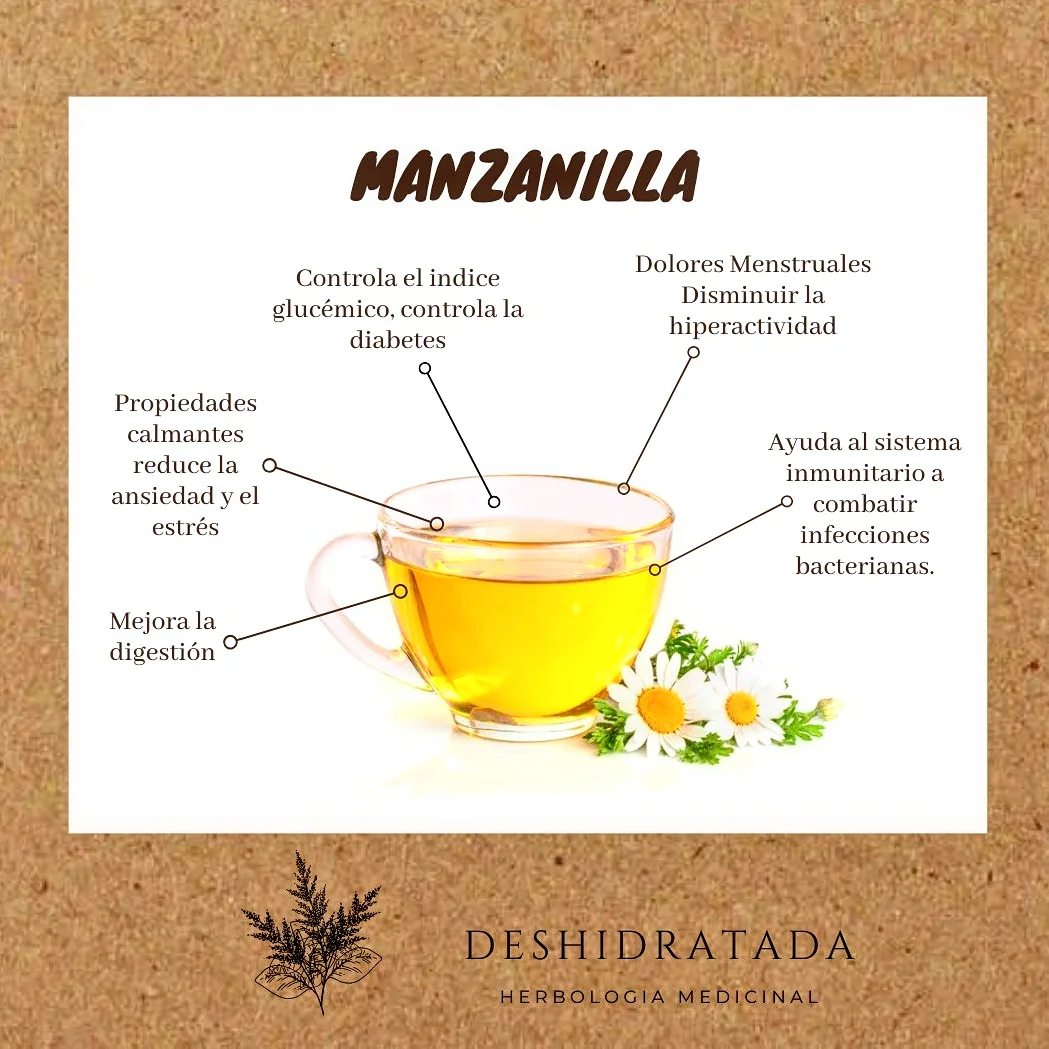 MANZANILLA
Controla el indice
glucémico, controla la
diabetes
Dolores Menstruales
Disminuir la
hiperactividad
Propiedades
calmantes
reduce la
ansiedad y el
estrés
Ayuda al sistema
inmunitario a
combatir
infecciones
bacterianas.
Mejora la
digestión
DESHIDRATADA
HERBOLOGIA MEDICINAL